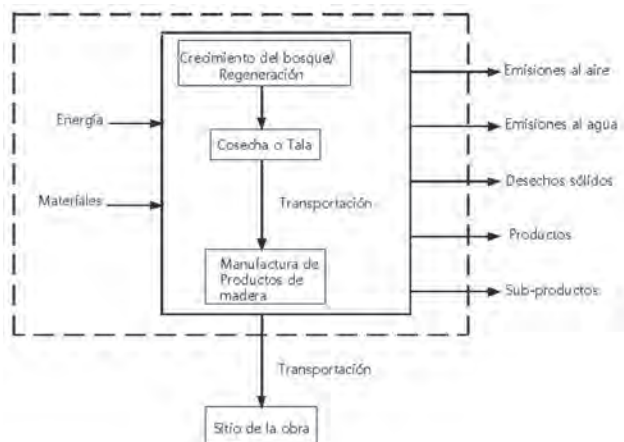 Crecimiento del bosque/
Regeneración
Emisiones al aire
Energía
Emisiones al agua
Cosecha o Tala
Desechos sólidos
Materiales
Transportación
Productos
Manufactura de
Productos de
madera
Sub-productos
Transportación
Sitio de la obra